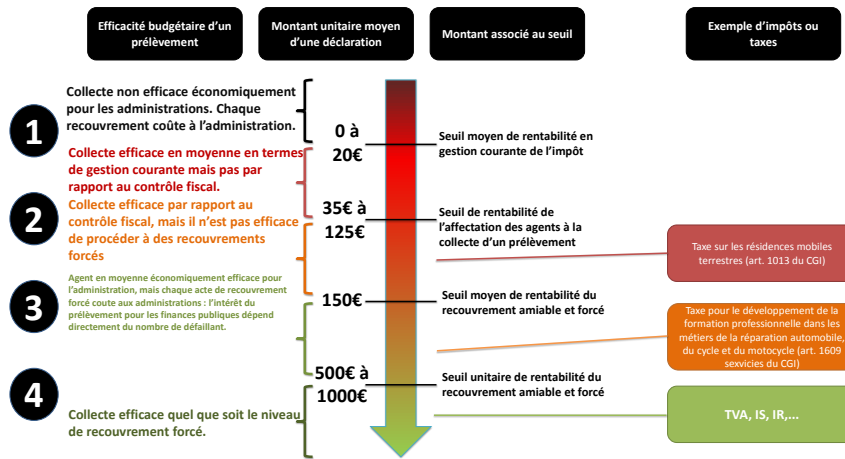 Efficacité budgétaire d'un
prélèvement
Montant unitaire moyen
d'une déclaration
Montant associé au seuil
Exemple d'impôts ou
taxes
1
Collecte non efficace économiquement
pour les administrations. Chaque
recouvrement coûte à l'administration.
0 à
20€
Seuil moyen de rentabilité en
gestion courante de l'impôt
Collecte efficace en moyenne en termes
de gestion courante mais pas par
rapport au contrôle fiscal.
2
Collecte efficace par rapport au
contrôle fiscal, mais il n'est pas efficace
de procéder à des recouvrements
forcés
35€ à
125€
Seuil de rentabilité de
l'affectation des agents à la
collecte d'un prélèvement
Taxe sur les résidences mobiles
terrestres (art. 1013 du CGI)
3
Agent en moyenne économiquement efficace pour
l'administration, mais chaque acte de recouvrement
forcé coute aux administrations : l'intérêt du
prélèvement pour les finances publiques dépend
directement du nombre de défaillant.
150€
Seuil moyen de rentabilité du
recouvrement amiable et forcé
Taxe pour le développement de la
formation professionnelle dans les
métiers de la réparation automobile,
du cycle et du motocycle (art. 1609
sexvicies du CGI)
500€ à
1000€
Seuil unitaire de rentabilité du
recouvrement amiable et forcé
4
Collecte efficace quel que soit le niveau
de recouvrement forcé.
TVA, IS, IR,...